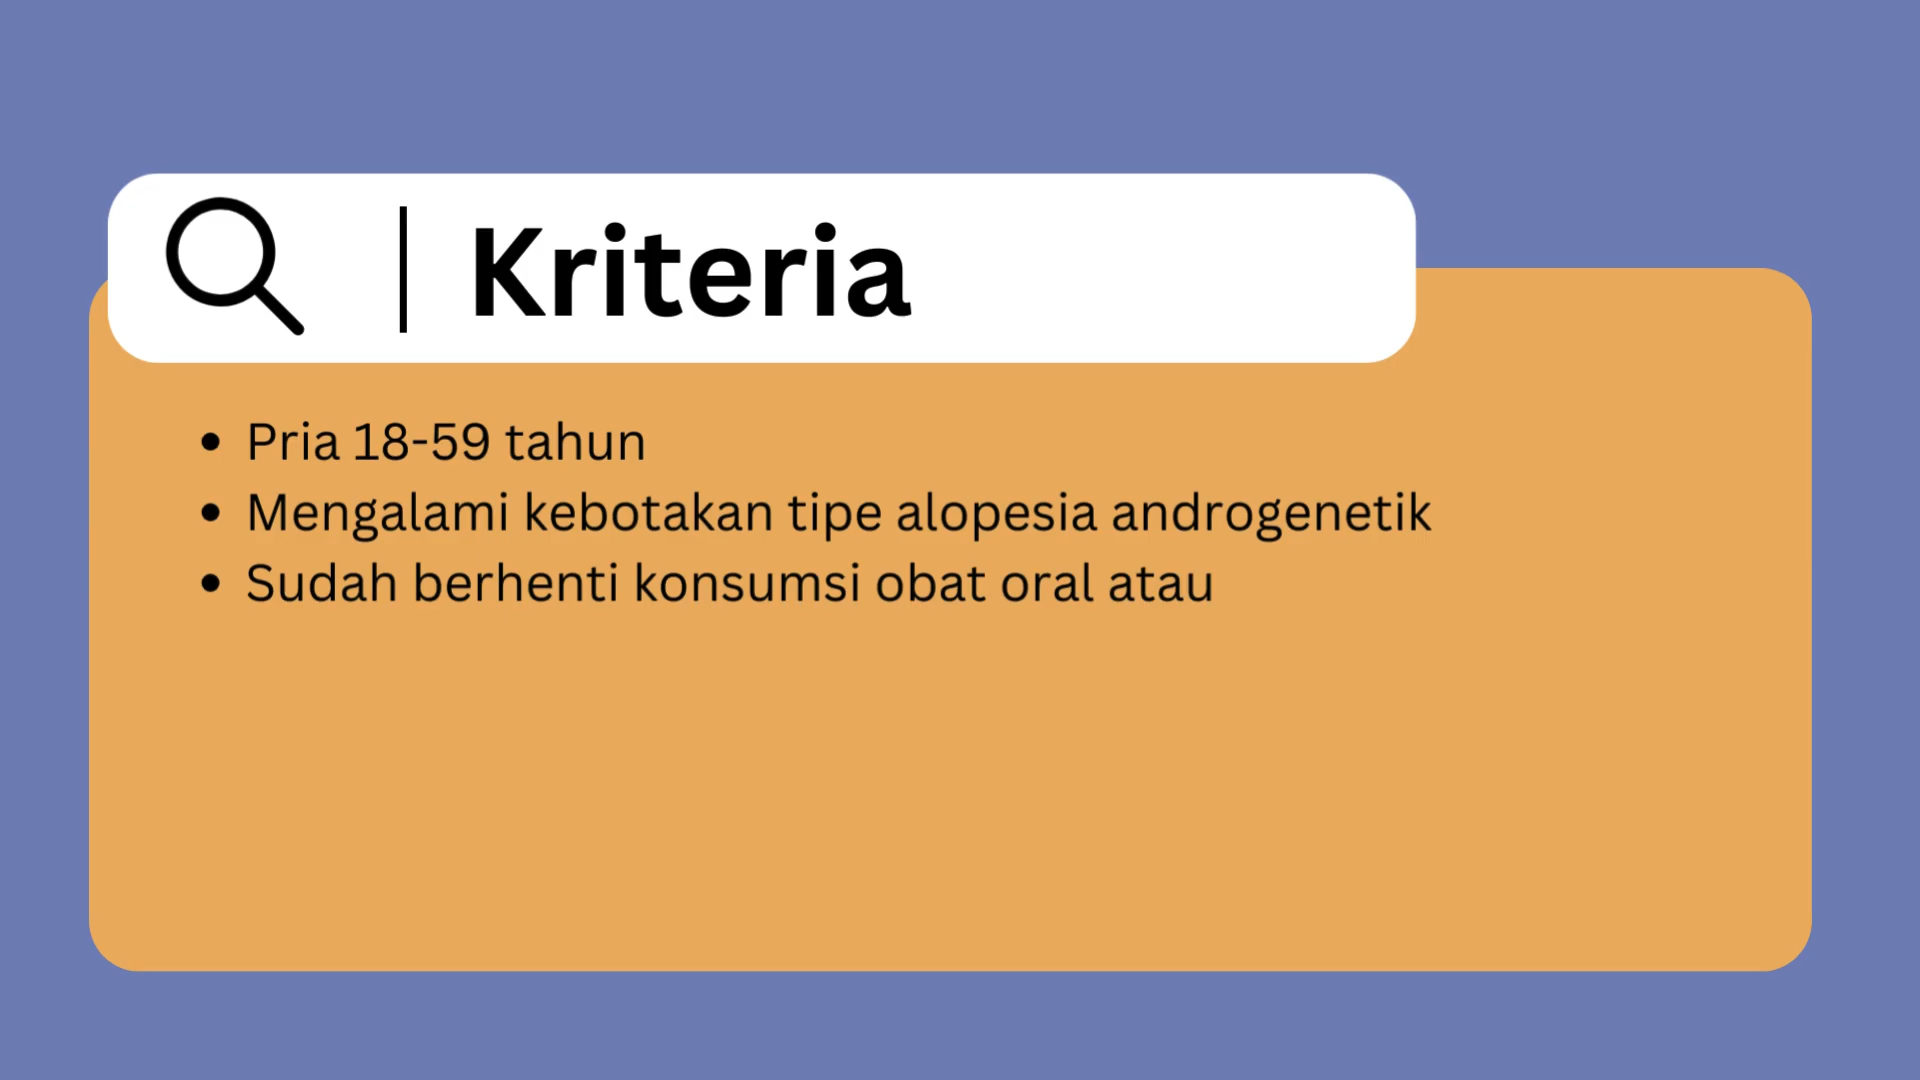 Kriteria
• Pria 18-59 tahun
• Mengalami kebotakan tipe alopesia androgenetik
• Sudah berhenti konsumsi obat oral atau